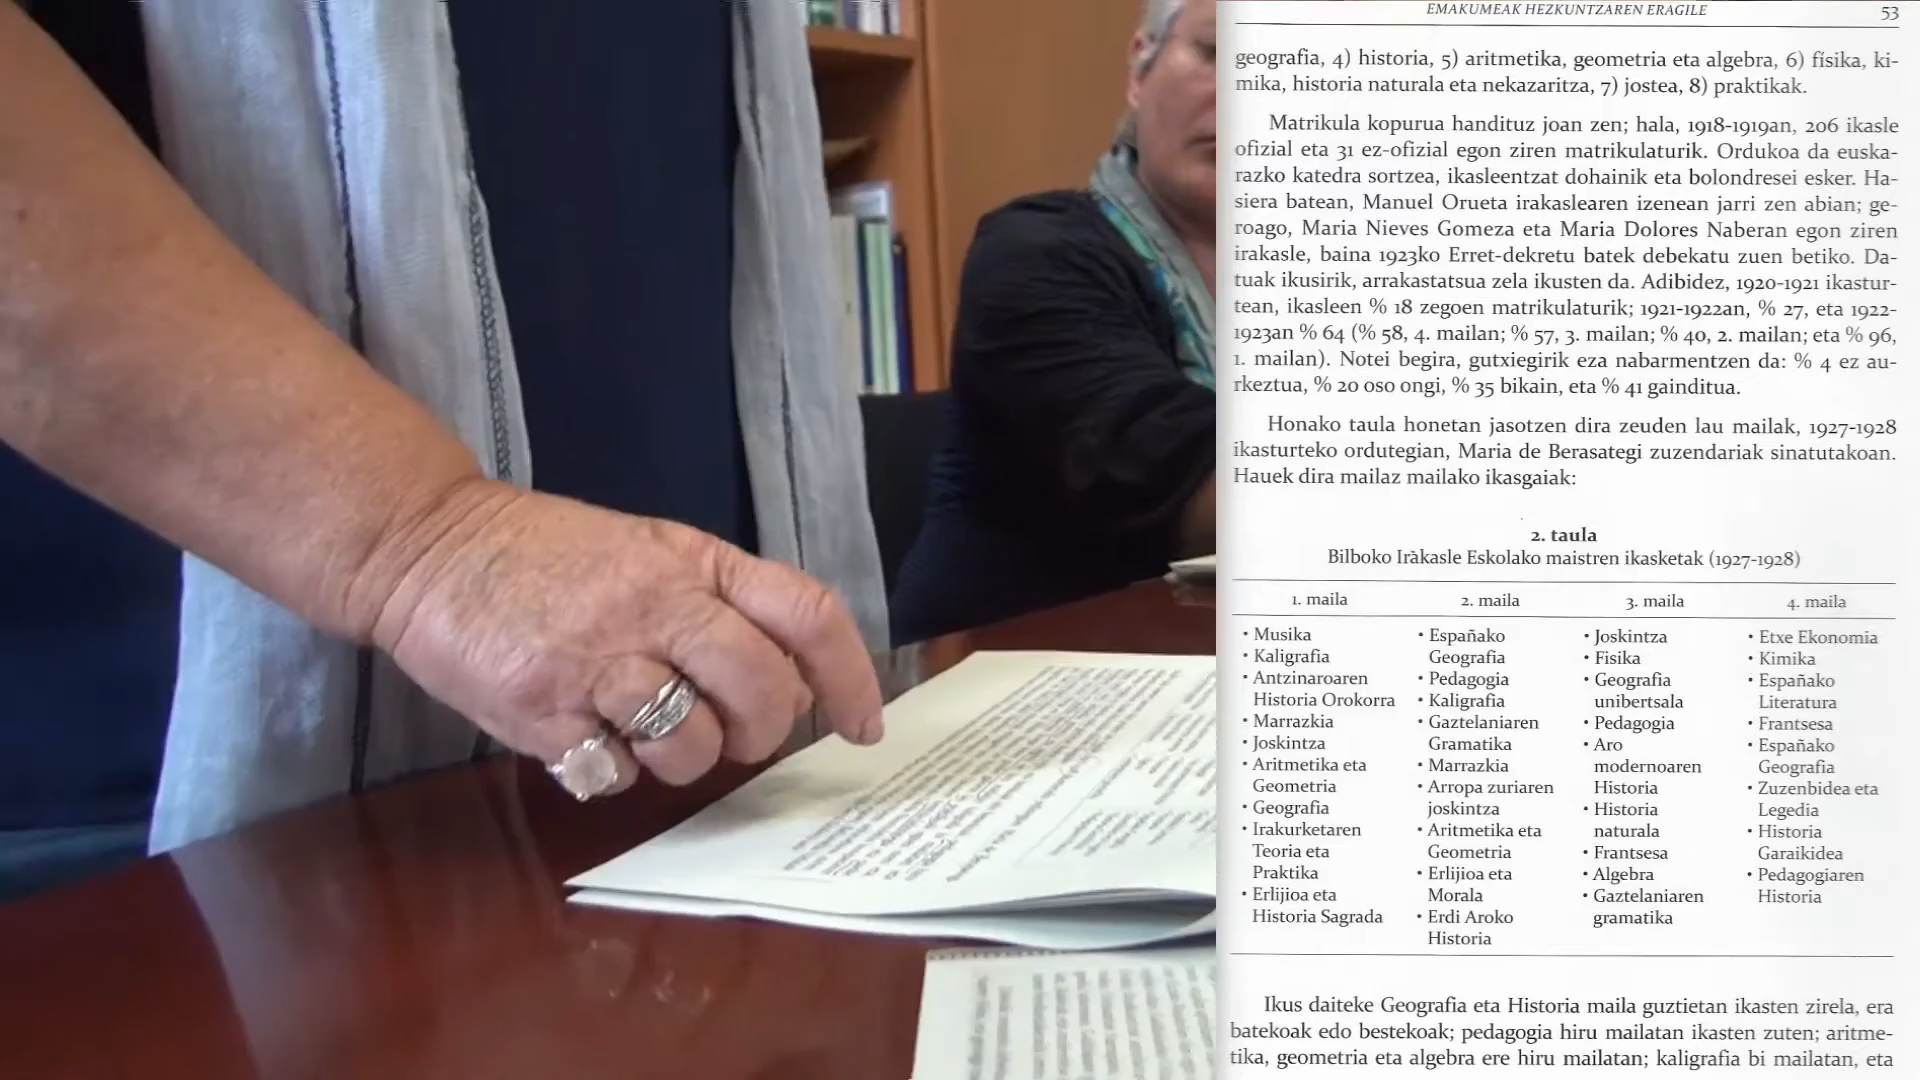 EMAKUMEAK HEZKUNTZAREN ERAGILE 53
geografia, 4) historia, 5) aritmetika, geometria eta algebra, 6) físika, ki-
mika, historia naturala eta nekazaritza, 7) jostea, 8) praktikak.
Matrikula kopurua handituz joan zen; hala, 1918-1919an, 206 ikasle
ofizial eta 31 ez-ofizial egon ziren matrikulaturik. Ordukoa da euska-
razko katedra sortzea, ikasleentzat dohainik eta bolondresei esker. Ha-
siera batean, Manuel Orueta irakaslearen izenean jarri zen abian; ge-
roago, Maria Nieves Gomeza eta Maria Dolores Naberan egon ziren
irakasle, baina 1923ko Erret-dekretu batek debekatu zuen betiko. Da-
tuak ikusirik, arrakastatsua zela ikusten da. Adibidez, 1920-1921 ikastur-
tean, ikasleen % 18 zegoen matrikulaturik; 1921-1922an, % 27, eta 1922-
1923an % 64 (% 58, 4. mailan; % 57, 3. mailan; % 40, 2. mailan; eta % 96,
1. mailan). Notei begira, gutxiegirik eza nabarmentzen da: % 4 ez au-
rkeztua, % 20 oso ongi, % 35 bikain, eta % 41 gainditua.
Honako taula honetan jasotzen dira zeuden lau mailak, 1927-1928
ikasturteko ordutegian, Maria de Berasategi zuzendariak sinatutakoan.
Hauek dira mailaz mailako ikasgaiak:
2. taula
Bilboko Iràkasle Eskolako maistren ikasketak (1927-1928)
1. maila
• Musika
• Kaligrafia
• Antzinaroaren
Historia Orokorra
• Marrazkia
• Joskintza
• Aritmetika eta
Geometria
• Geografia
• Irakurketaren
Teoria eta
Praktika
• Erlijioa eta
Historia Sagrada
2. maila
• Españako
Geografia
• Pedagogia
• Kaligrafia
• Gaztelaniaren
Gramatika
• Marrazkia
• Arropa zuriaren
joskintza
• Aritmetika eta
Geometria
• Erlijioa eta
Morala
• Erdi Aroko
Historia
3. maila
• Joskintza
• Fisika
• Geografia
unibertsala
• Pedagogia
• Aro
modernoaren
Historia
• Historia
naturala
• Frantsesa
• Algebra
• Gaztelaniaren
gramatika
4. maila
• Etxe Ekonomia
• Kimika
• Españako
Literatura
• Frantsesa
• Españako
Geografia
• Zuzenbidea eta
Legedia
• Historia
Garaikidea
• Pedagogiaren
Historia
Ikus daiteke Geografia eta Historia maila guztietan ikasten zirela, era
batekoak edo bestekoak; pedagogia hiru mailatan ikasten zuten; aritme-
tika, geometria eta algebra ere hiru mailatan; kaligrafia bi mailatan, eta